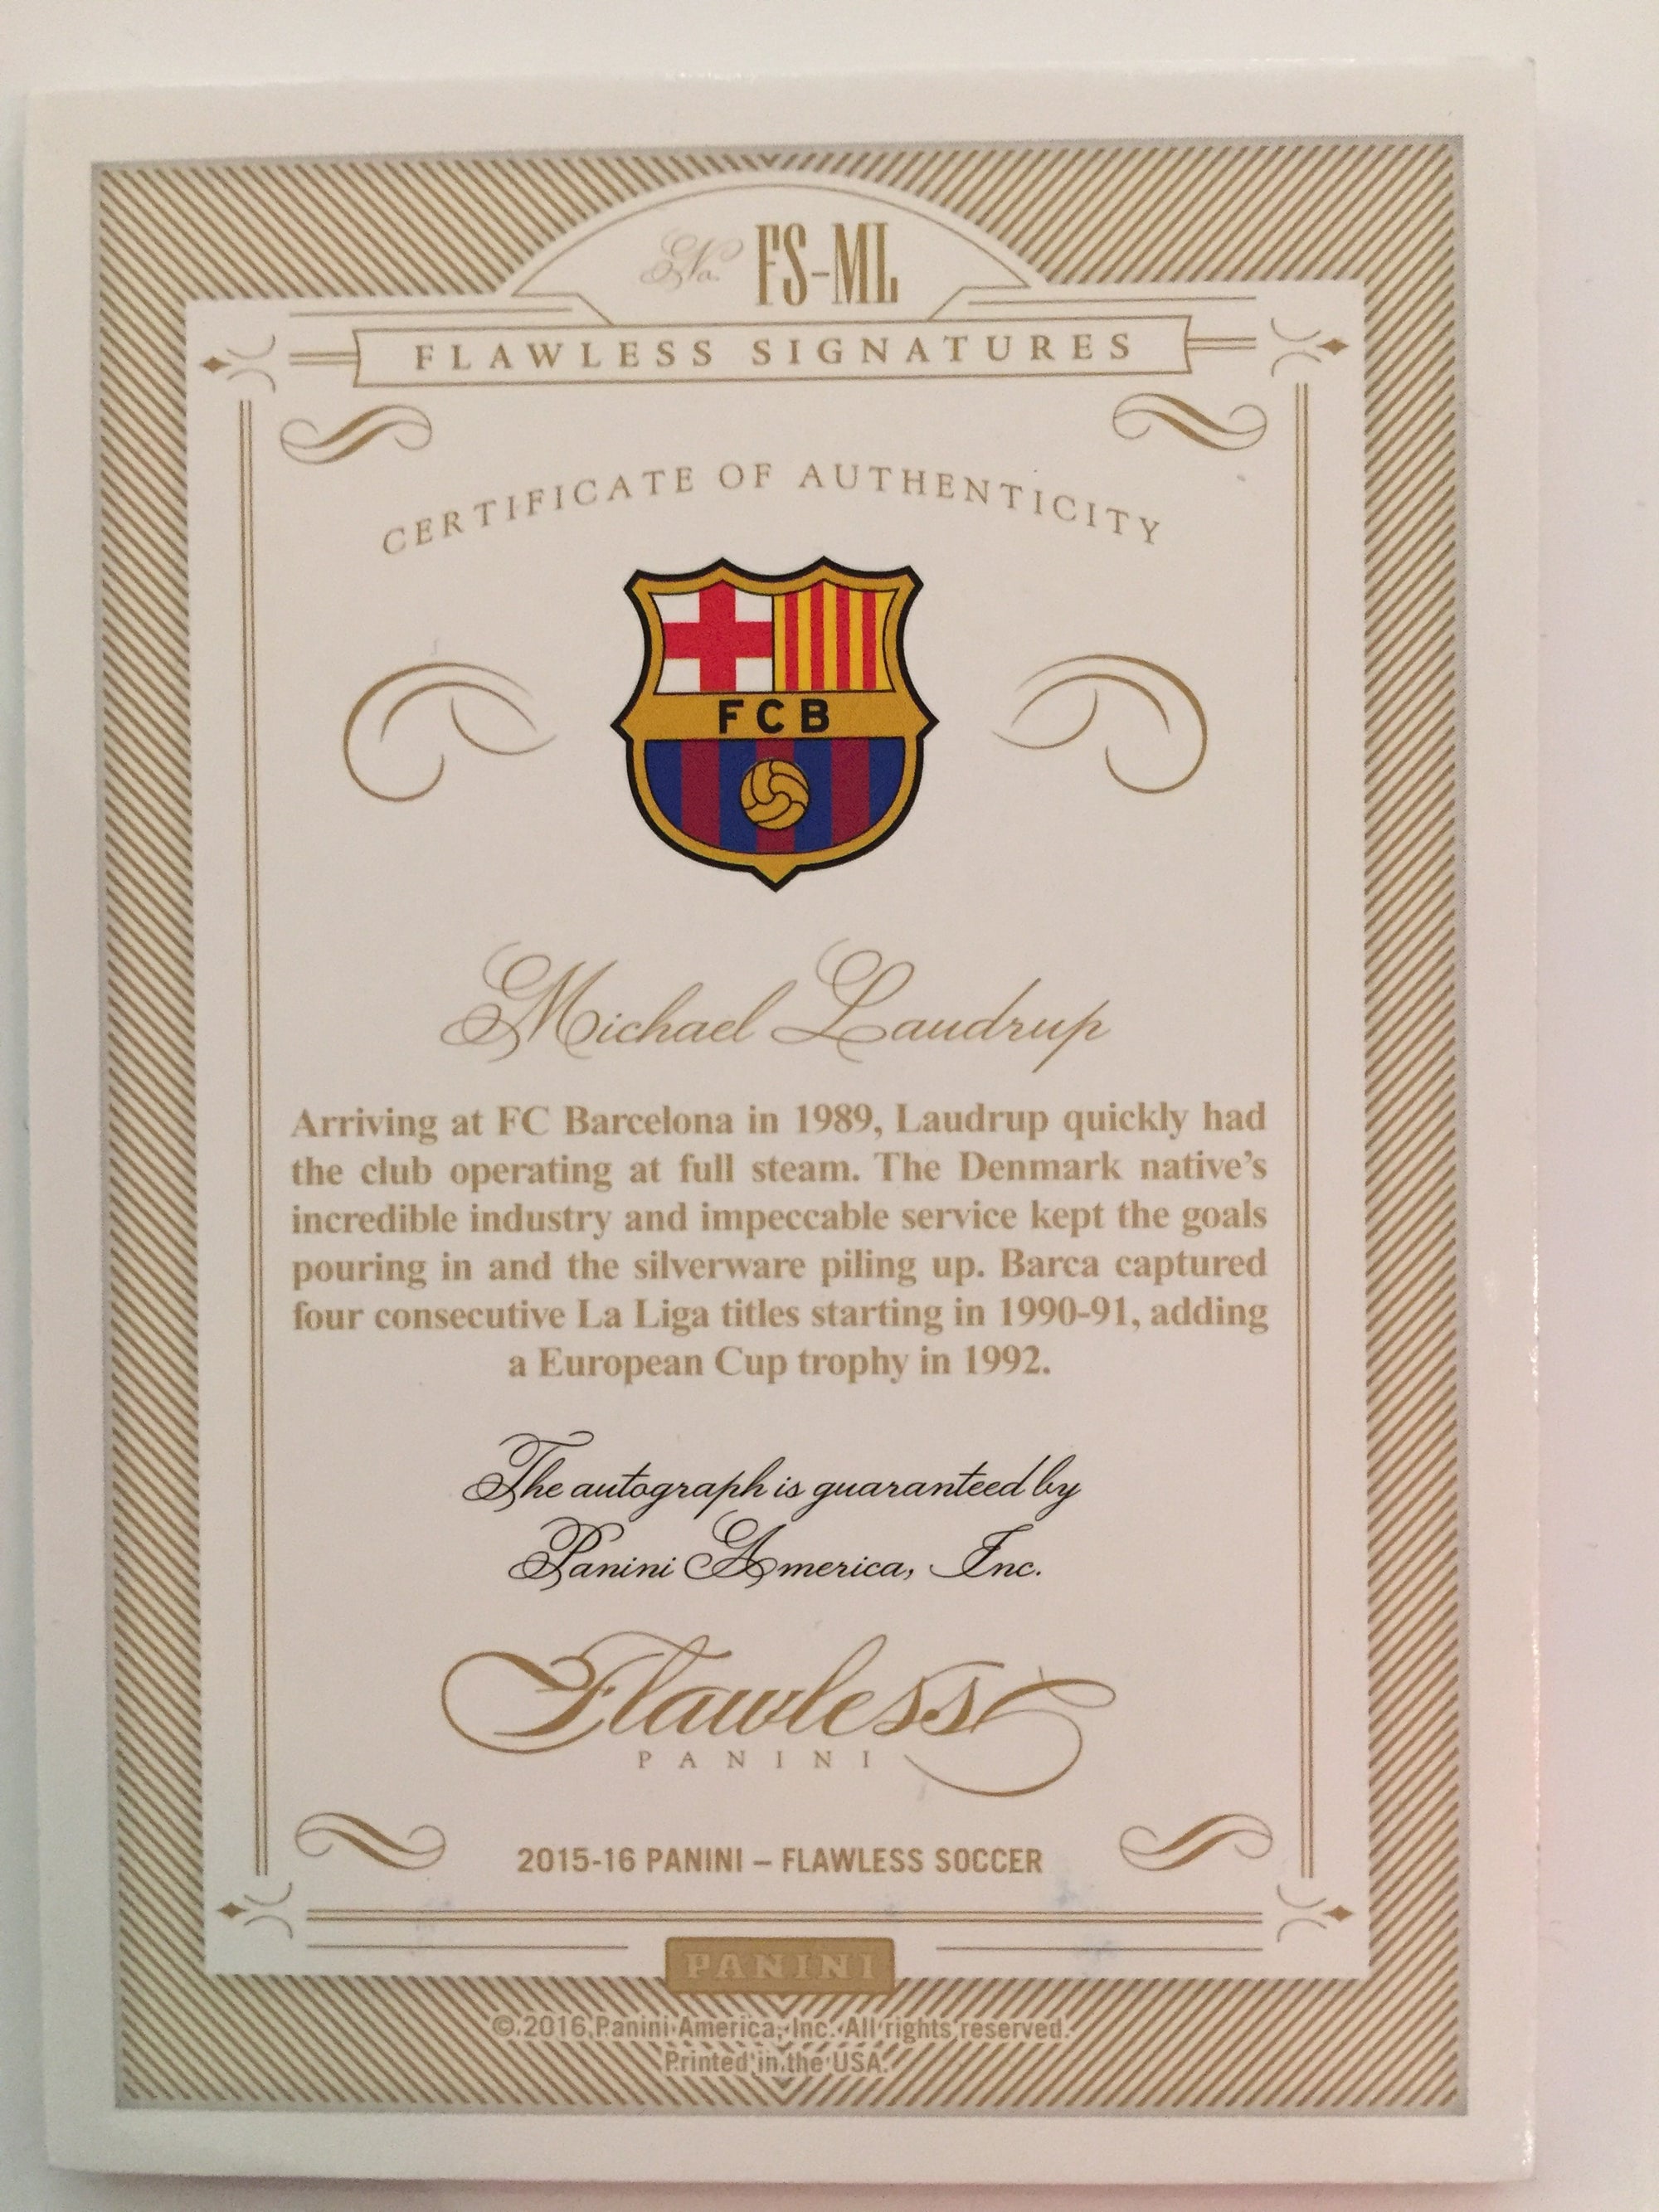 No. FS-ML
FLAWLESS SIGNATURES
CERTIFICATE OF AUTHENTICITY
FCB
Michael Laudrup
Arriving at FC Barcelona in 1989, Laudrup quickly had
the club operating at full steam. The Denmark native's
incredible industry and impeccable service kept the goals
pouring in and the silverware piling up. Barca captured
four consecutive La Liga titles starting in 1990-91, adding
a European Cup trophy in 1992.
The autograph is guaranteed by
Panini America, Inc.
Flawless
PANINI
2015-16 PANINI – FLAWLESS SOCCER
PANINI
© 2016 Panini America, Inc. All rights reserved.
Printed in the USA.